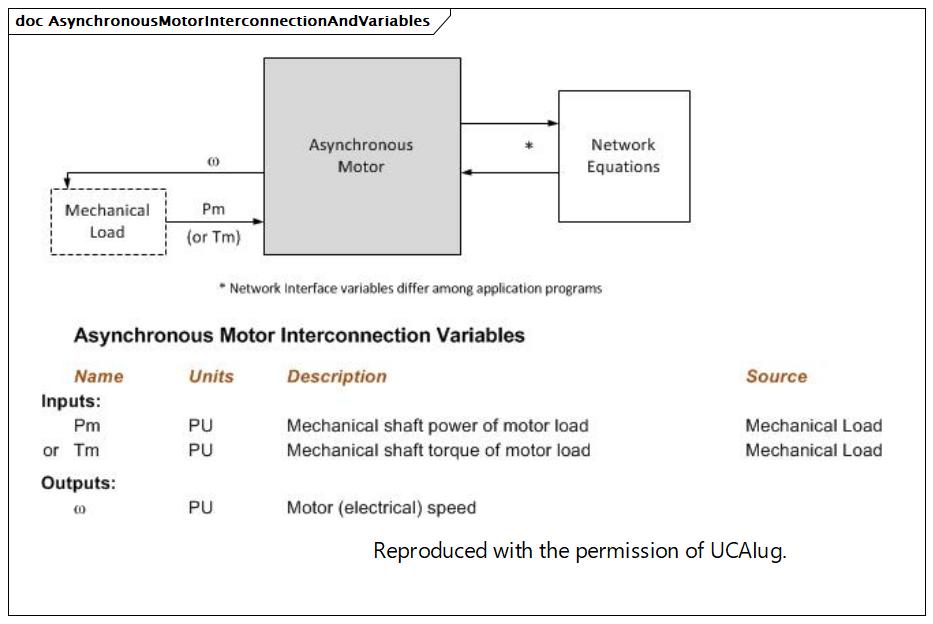 doc AsynchronousMotorInterconnectionAndVariables
Asynchronous
Motor
Network
Equations
*
ω
Mechanical
Load
Pm
(or Tm)
* Network Interface variables differ among application programs
Asynchronous Motor Interconnection Variables
Name Units Description Source
Inputs:
Pm PU Mechanical shaft power of motor load Mechanical Load
or Tm PU Mechanical shaft torque of motor load Mechanical Load
Outputs:
ω PU Motor (electrical) speed
Reproduced with the permission of UCAIug.